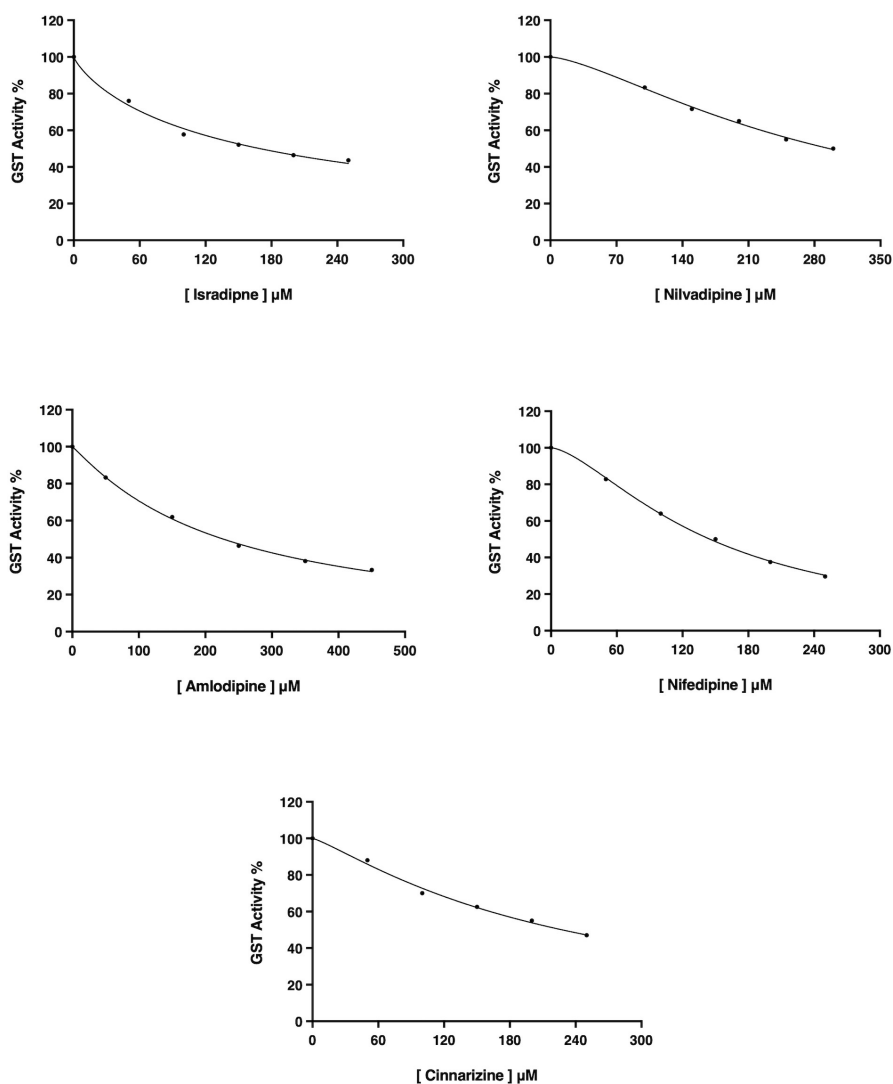 120
100
80
60
40
20
0
GST Activity %
0 60 120 180 240 300
[ Isradipne ] µM
120
100
80
60
40
20
0
GST Activity %
0 70 140 210 280 350
[ Nilvadipine ] µM
120
100
80
60
40
20
0
GST Activity %
0 100 200 300 400 500
[ Amlodipine ] µM
120
100
80
60
40
20
0
GST Activity %
0 60 120 180 240 300
[ Nifedipine ] µM
120
100
80
60
40
20
0
GST Activity %
0 60 120 180 240 300
[ Cinnarizine ] µM